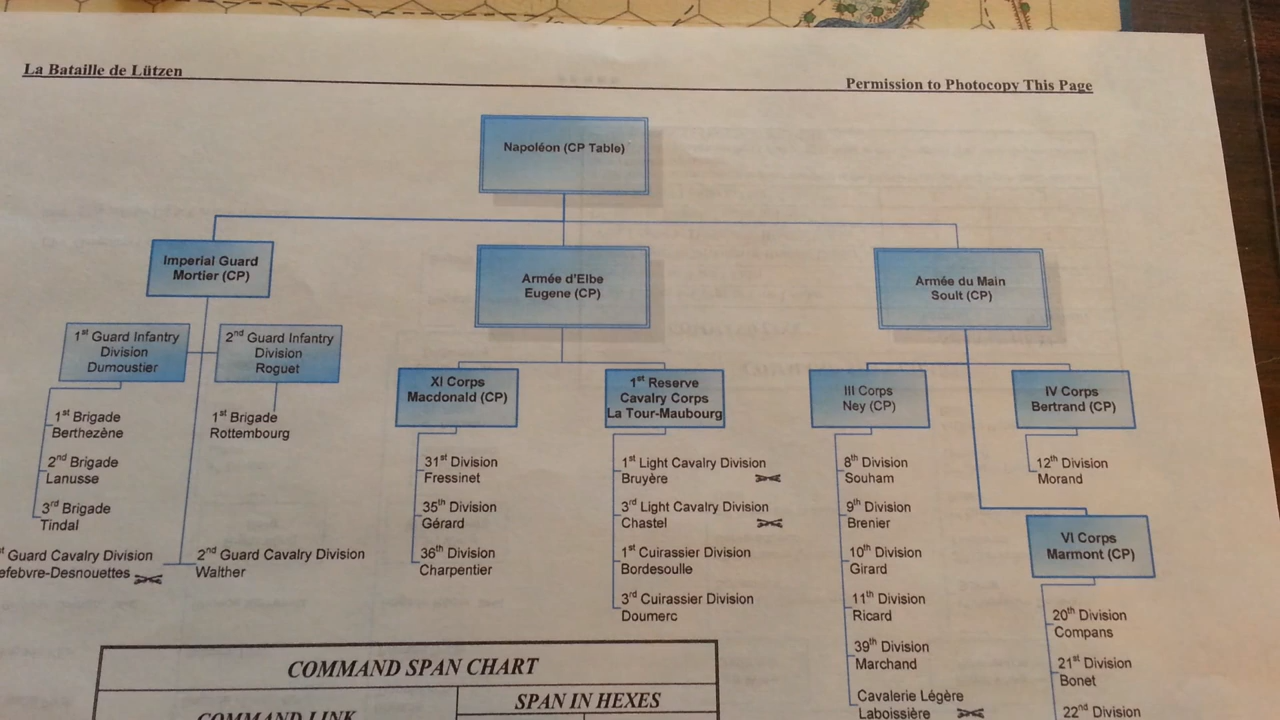 La Bataille de Lützen
Permission to Photocopy This Page
Napoléon (CP Table)
Imperial Guard
Mortier (CP)
Armée d'Elbe
Eugene (CP)
Armée du Main
Soult (CP)
1st Guard Infantry
Division
Dumoustier
2nd Guard Infantry
Division
Roguet
1st Brigade
Berthezène
2nd Brigade
Lanusse
3rd Brigade
Tindal
1st Brigade
Rottembourg
Guard Cavalry Division
efebvre-Desnouettes
2nd Guard Cavalry Division
Walther
XI Corps
Macdonald (CP)
31st Division
Fressinet
35th Division
Gérard
36th Division
Charpentier
1st Reserve
Cavalry Corps
La Tour-Maubourg
1st Light Cavalry Division
Bruyère
3rd Light Cavalry Division
Chastel
1st Cuirassier Division
Bordesoulle
3rd Cuirassier Division
Doumerc
III Corps
Ney (CP)
8th Division
Souham
9th Division
Brenier
10th Division
Girard
11th Division
Ricard
39th Division
Marchand
Cavalerie Légère
Laboissière
IV Corps
Bertrand (CP)
12th Division
Morand
VI Corps
Marmont (CP)
20th Division
Compans
21st Division
Bonet
22nd Division
COMMAND SPAN CHART
SPAN IN HEXES
COMMAND LINK